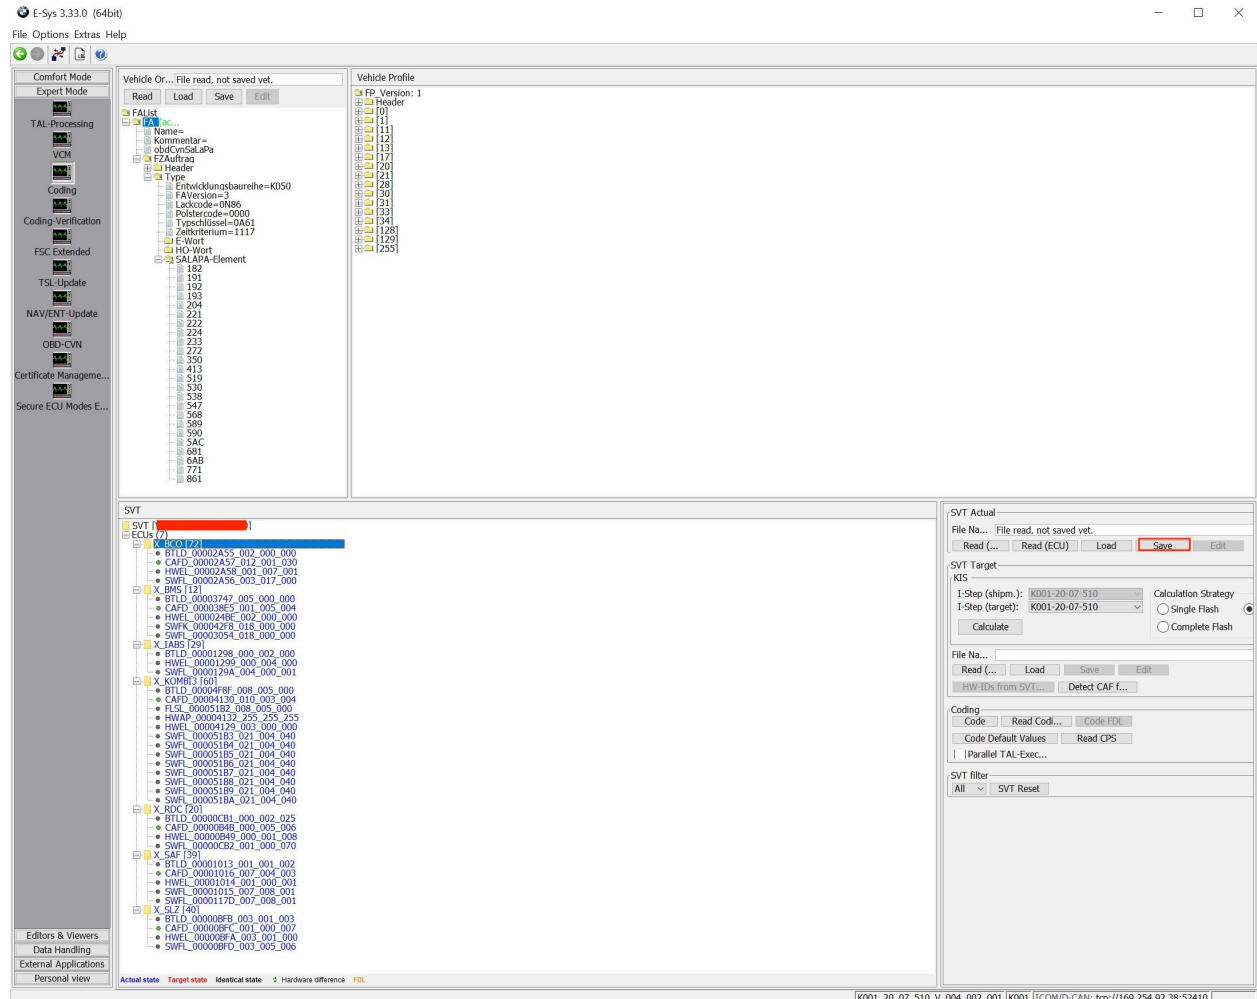 E-Sys 3.33.0 (64bit)
File Options Extras Help
Comfort Mode
Expert Mode
TAL-Processing
VCM
Coding
Coding-Verification
FSC Extended
TSL-Update
NAV/ENT-Update
OBD-CVN
Certificate Manageme...
Secure ECU Modes E...
Editors & Viewers
Data Handling
External Applications
Personal view
Vehicle Or... File read, not saved yet.
Read Load Save Edit
FAList
FA (ac...
Name=
Kommentar=
obdCvnSaLaPa
FZAuftrag
Header
Type
Entwicklungsbaureihe=K050
FAVersion=3
Lackcode=0N86
Polstercode=0000
Typschlüssel=0A61
Zeitkriterium=1117
E-Wort
HO-Wort
SALAPA-Element
182
191
192
193
204
221
222
224
233
272
350
413
519
530
538
547
568
589
590
5AC
681
6AB
771
861
Vehicle Profile
FP_Version: 1
Header
[0]
[1]
[11]
[12]
[13]
[17]
[20]
[21]
[28]
[30]
[31]
[33]
[34]
[128]
[129]
[255]
SVT
SVT
ECUs (7)
X_BCO [72]
BTLD_00002A55_002_000_000
CAFD_00002A57_012_001_030
HWEL_00002A58_001_007_001
SWFL_00002A56_003_017_000
X_BMS [12]
BTLD_00003747_005_000_000
CAFD_000038E5_001_005_004
HWEL_000024BE_002_000_000
SWFK_000042F8_018_000_000
SWFL_00003054_018_000_000
X_IABS [29]
BTLD_00001298_000_002_000
HWEL_00001299_000_004_000
SWFL_0000129A_004_000_001
X_KOMBI3 [60]
BTLD_00004F8F_008_005_000
CAFD_00004130_010_003_004
FLSL_000051B2_008_005_000
HWAP_00004132_255_255_255
HWEL_00004129_003_000_000
SWFL_000051B3_021_004_040
SWFL_000051B4_021_004_040
SWFL_000051B5_021_004_040
SWFL_000051B6_021_004_040
SWFL_000051B7_021_004_040
SWFL_000051B8_021_004_040
SWFL_000051B9_021_004_040
SWFL_000051BA_021_004_040
X_RDC [20]
BTLD_00000CB1_000_002_025
CAFD_00000B4B_000_005_006
HWEL_00000B49_000_001_008
SWFL_00000CB2_001_000_070
X_SAF [39]
BTLD_00001013_001_001_002
CAFD_00001016_007_004_003
HWEL_00001014_001_000_001
SWFL_00001015_007_008_001
SWFL_0000117D_007_008_001
X_SLZ [40]
BTLD_00000BFB_003_001_003
CAFD_00000BFC_001_000_007
HWEL_00000BFA_003_001_000
SWFL_00000BFD_003_005_006
Actual state Target state Identical state Hardware difference FDL
SVT Actual
File Na... File read, not saved yet.
Read (... Read (ECU) Load Save Edit
SVT Target
KIS
I-Step (shipm.): K001-20-07-510
I-Step (target): K001-20-07-510
Calculate
Calculation Strategy
Single Flash
Complete Flash
File Na...
Read (... Load Save Edit
HW-IDs from SVT... Detect CAF f...
Coding
Code Read Codi... Code FDL
Code Default Values Read CPS
Parallel TAL-Exec...
SVT filter
All SVT Reset
K001_20_07_510_V_004_002_001 K001 ICOM/D-CAN: tcp://169.254.92.38:52410